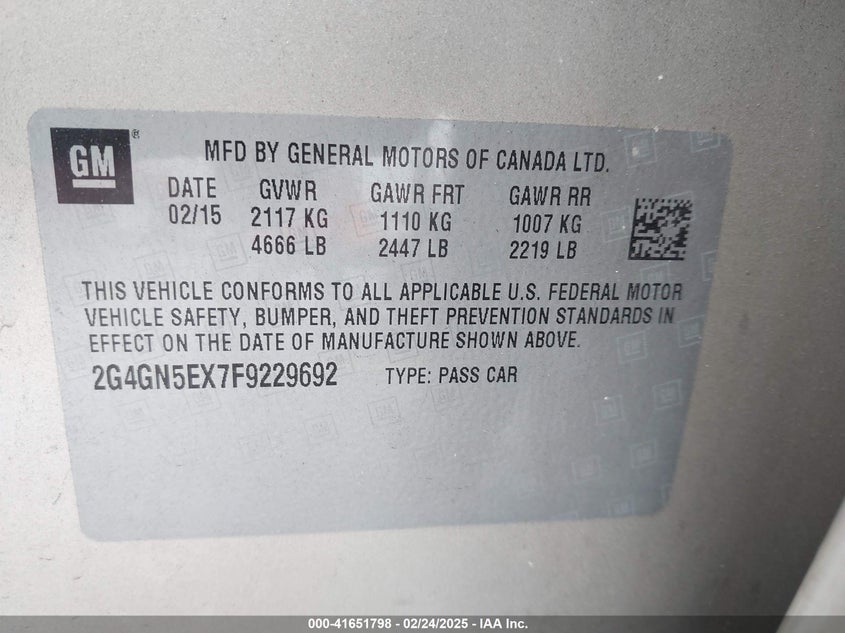 GM ®
MFD BY GENERAL MOTORS OF CANADA LTD.
DATE GVWR GAWR FRT GAWR RR
02/15 2117 KG 1110 KG 1007 KG
4666 LB 2447 LB 2219 LB
THIS VEHICLE CONFORMS TO ALL APPLICABLE U.S. FEDERAL MOTOR
VEHICLE SAFETY, BUMPER, AND THEFT PREVENTION STANDARDS IN
EFFECT ON THE DATE OF MANUFACTURE SHOWN ABOVE.
2G4GN5EX7F9229692 TYPE: PASS CAR
000-41651798 - 02/24/2025 - IAA Inc.